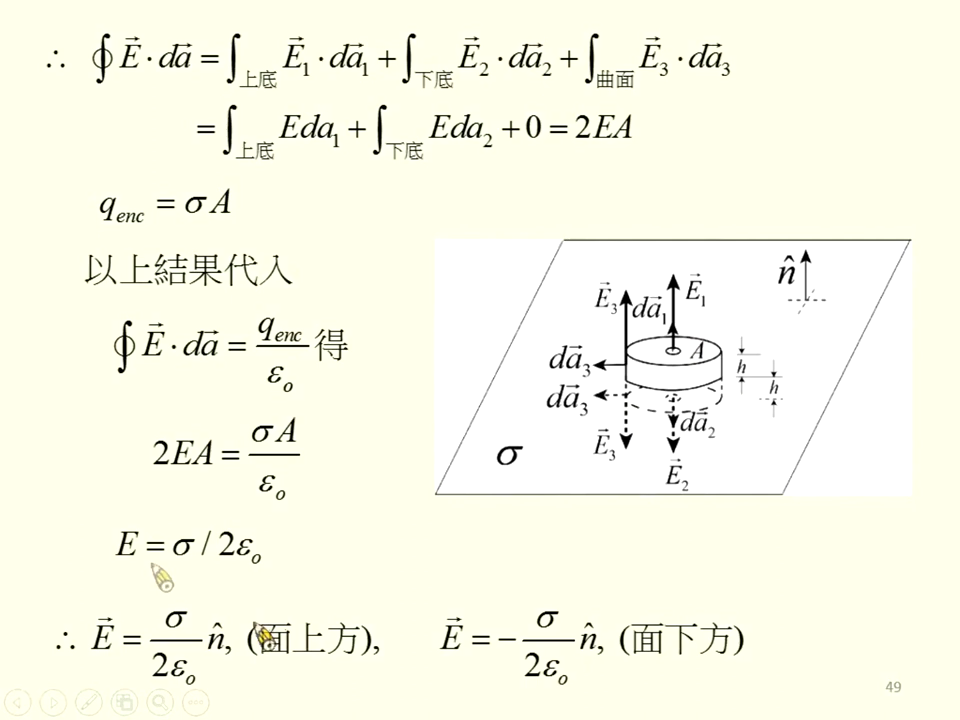 ∴ ∮ E⃗ · da⃗ = ∫上底 E⃗₁ · da⃗₁ + ∫下底 E⃗₂ · da⃗₂ + ∫曲面 E⃗₃ · da⃗₃
= ∫上底 Eda₁ + ∫下底 Eda₂ + 0 = 2EA
q_enc = σ A
以上結果代入
∮ E⃗ · da⃗ = q_enc / ε_o 得
2EA = σ A / ε_o
E = σ / 2ε_o
∴ E⃗ = σ / 2ε_o n̂, (面上方), E⃗ = − σ / 2ε_o n̂, (面下方)
n̂
E⃗₃ da⃗₁ E⃗₁
da⃗₃ A h
da⃗₃ h
da⃗₂
σ E⃗₃ E⃗₂
49